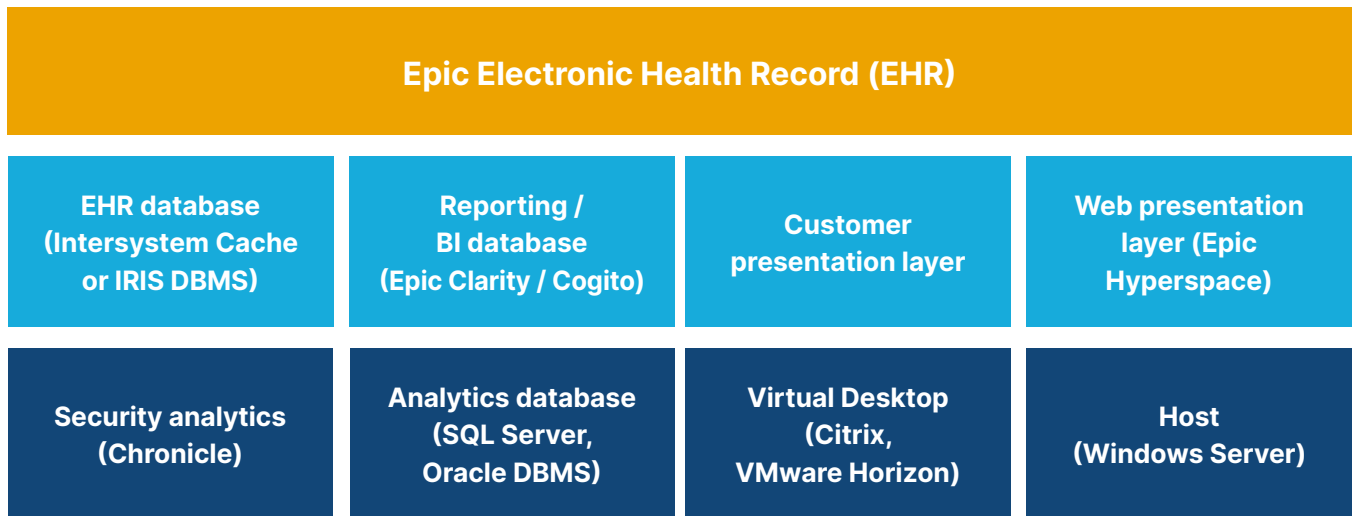 Epic Electronic Health Record (EHR)
EHR database
(Intersystem Cache
or IRIS DBMS)
Reporting /
BI database
(Epic Clarity / Cogito)
Customer
presentation layer
Web presentation
layer (Epic
Hyperspace)
Security analytics
(Chronicle)
Analytics database
(SQL Server,
Oracle DBMS)
Virtual Desktop
(Citrix,
VMware Horizon)
Host
(Windows Server)